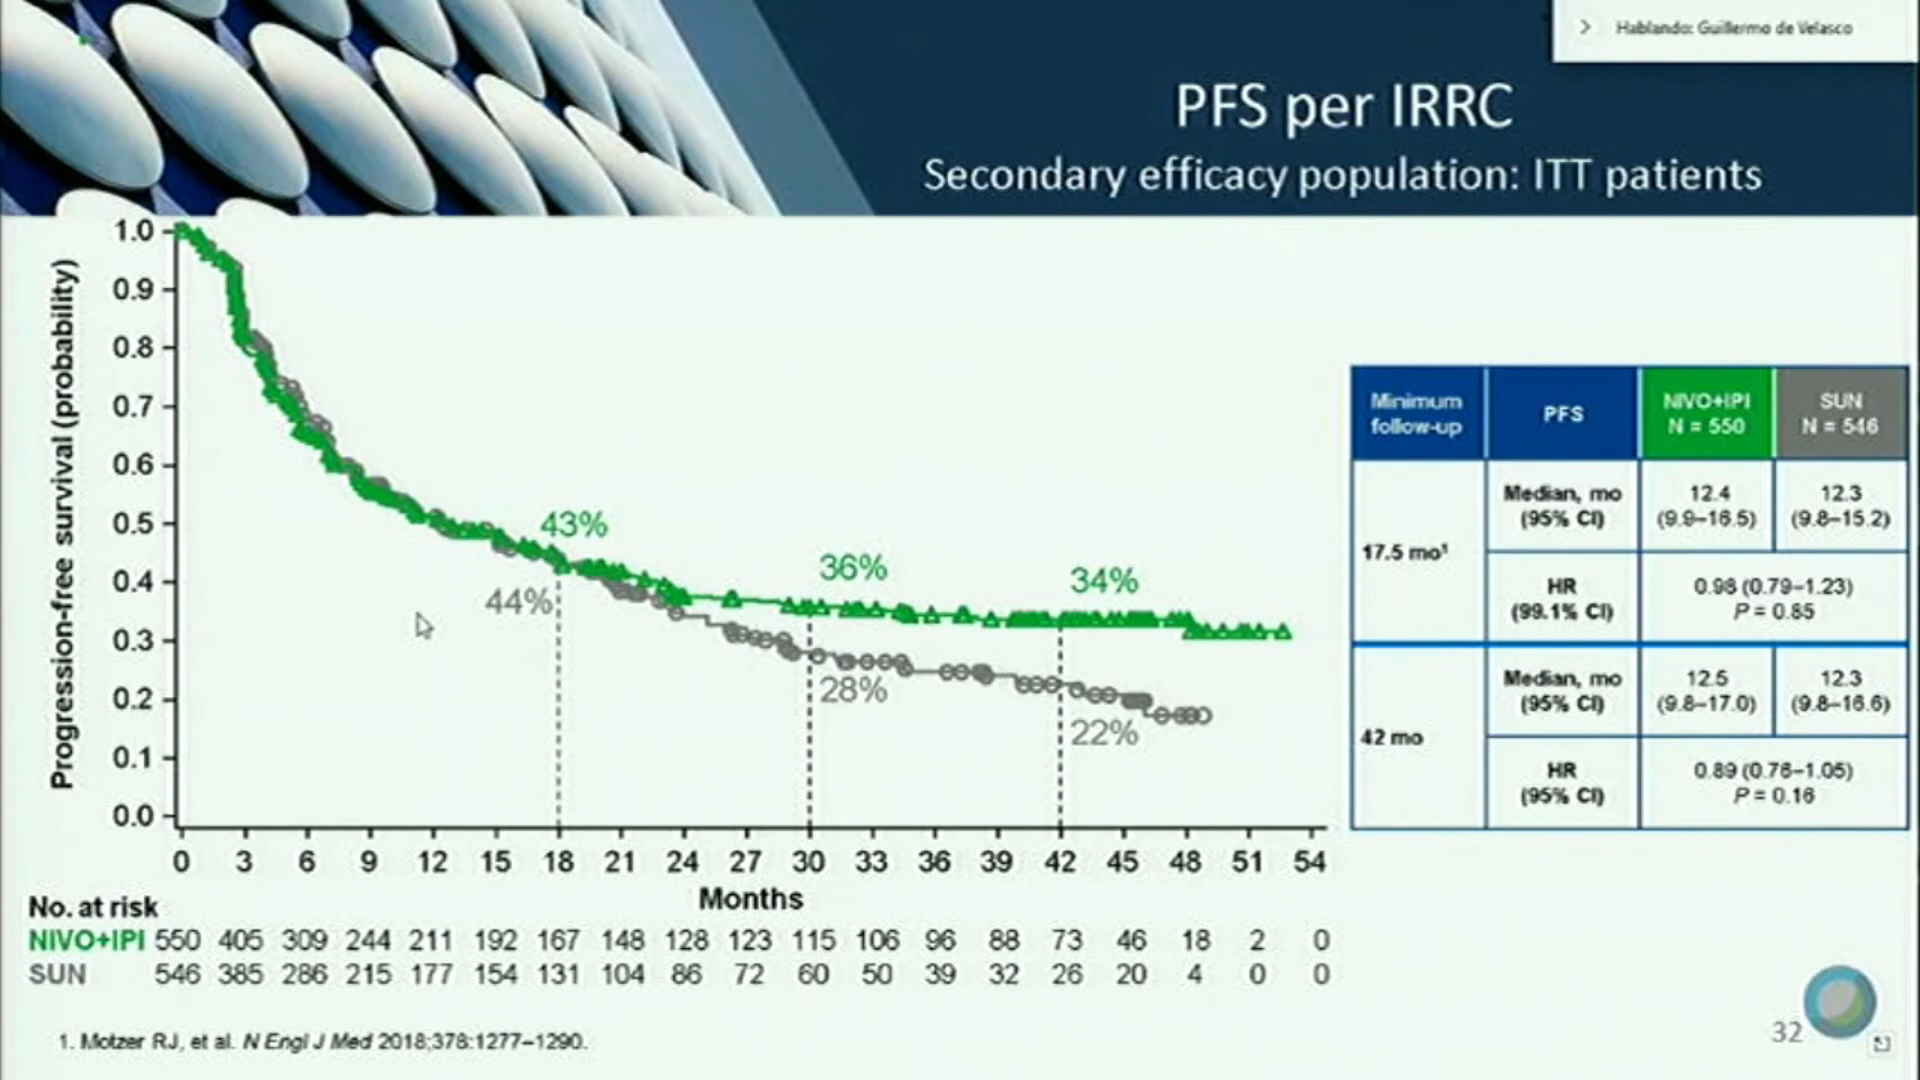 Hablando: Guillermo de Velasco
PFS per IRRC
Secondary efficacy population: ITT patients
Progression-free survival (probability)
1.0
0.9
0.8
0.7
0.6
0.5
0.4
0.3
0.2
0.1
0.0
43%
44%
36%
28%
34%
22%
0 3 6 9 12 15 18 21 24 27 30 33 36 39 42 45 48 51 54
Months
No. at risk
NIVO+IPI 550 405 309 244 211 192 167 148 128 123 115 106 96 88 73 46 18 2 0
SUN 546 385 286 215 177 154 131 104 86 72 60 50 39 32 26 20 4 0 0
Minimum follow-up PFS NIVO+IPI N = 550 SUN N = 546
17.5 mo¹
Median, mo (95% CI) 12.4 (9.9–16.5) 12.3 (9.8–15.2)
HR (99.1% CI) 0.98 (0.79–1.23) P = 0.85
42 mo
Median, mo (95% CI) 12.5 (9.8–17.0) 12.3 (9.8–16.6)
HR (95% CI) 0.89 (0.76–1.05) P = 0.16
1. Motzer RJ, et al. N Engl J Med 2018;378:1277–1290.
32